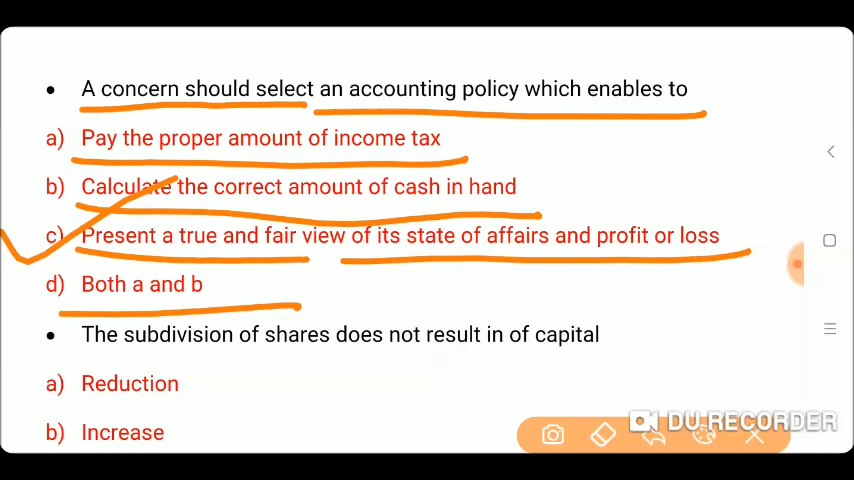 • A concern should select an accounting policy which enables to
a) Pay the proper amount of income tax
b) Calculate the correct amount of cash in hand
c) Present a true and fair view of its state of affairs and profit or loss
d) Both a and b
• The subdivision of shares does not result in of capital
a) Reduction
b) Increase
DU RECORDER